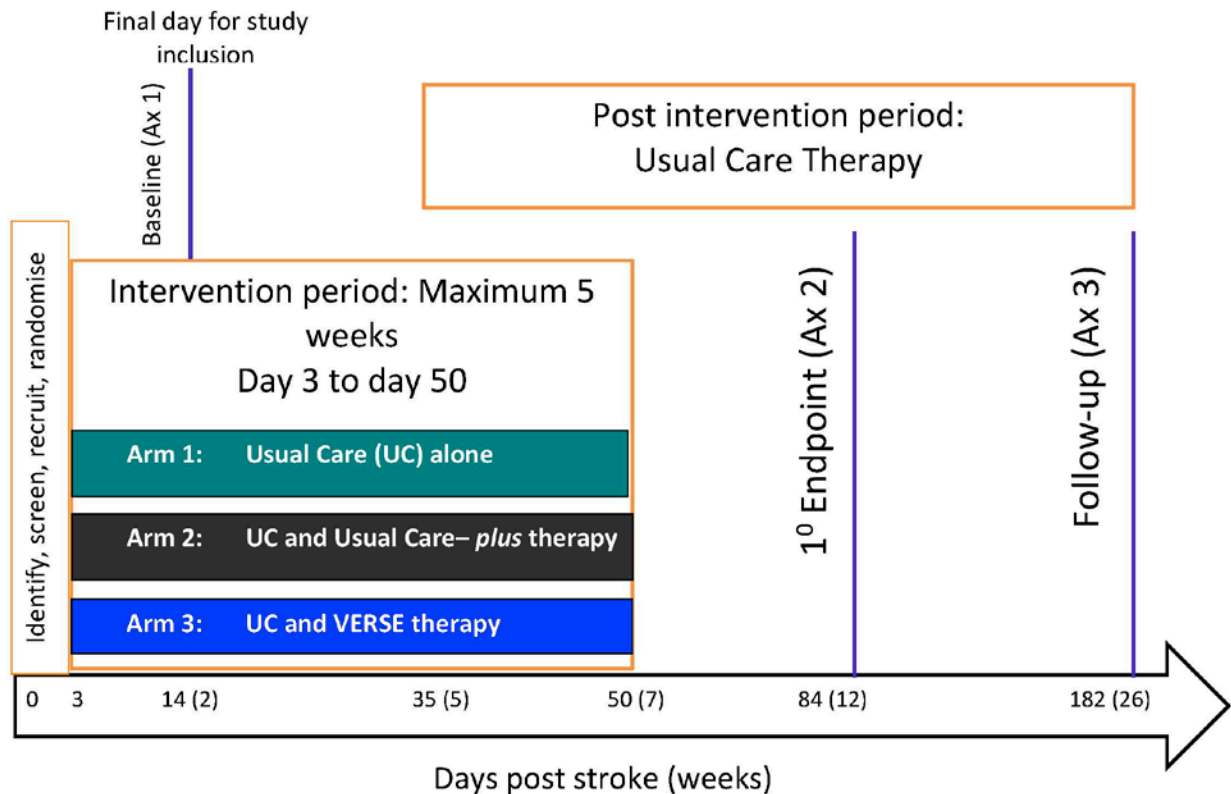 Final day for study
inclusion
Baseline (Ax 1)
Post intervention period:
Usual Care Therapy
Identify, screen, recruit, randomise
Intervention period: Maximum 5
weeks
Day 3 to day 50
Arm 1: Usual Care (UC) alone
Arm 2: UC and Usual Care– plus therapy
Arm 3: UC and VERSE therapy
1⁰ Endpoint (Ax 2)
Follow-up (Ax 3)
0 3 14 (2) 35 (5) 50 (7) 84 (12) 182 (26)
Days post stroke (weeks)